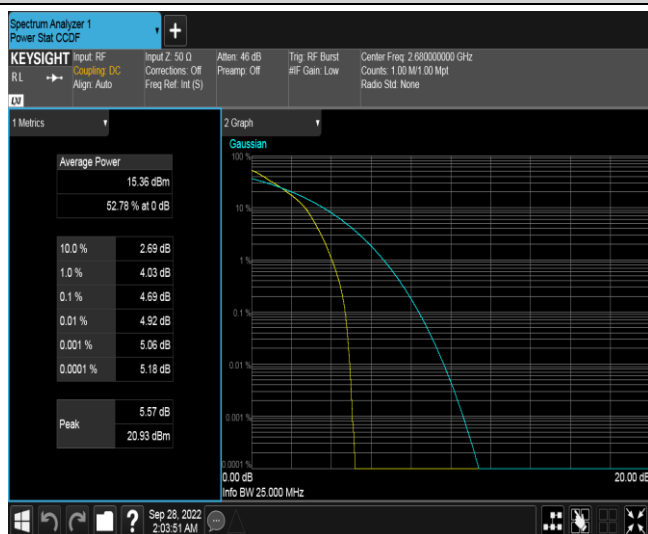 Spectrum Analyzer 1
Power Stat CCDF
KEYSIGHT
RL
LXI
Input: RF
Coupling: DC
Align: Auto
Input Z: 50 Ω
Corrections: Off
Freq Ref: Int (S)
Atten: 46 dB
Preamp: Off
Trig: RF Burst
#IF Gain: Low
Center Freq: 2.680000000 GHz
Counts: 1.00 M/1.00 Mpt
Radio Std: None
1 Metrics
Average Power
15.36 dBm
52.78 % at 0 dB
10.0 % 2.69 dB
1.0 % 4.03 dB
0.1 % 4.69 dB
0.01 % 4.92 dB
0.001 % 5.06 dB
0.0001 % 5.18 dB
Peak
5.57 dB
20.93 dBm
2 Graph
Gaussian
100 %
10 %
1 %
0.1 %
0.01 %
0.001 %
0.0001 %
0.00 dB 20.00 dB
Info BW 25.000 MHz
?
Sep 28, 2022
2:03:51 AM